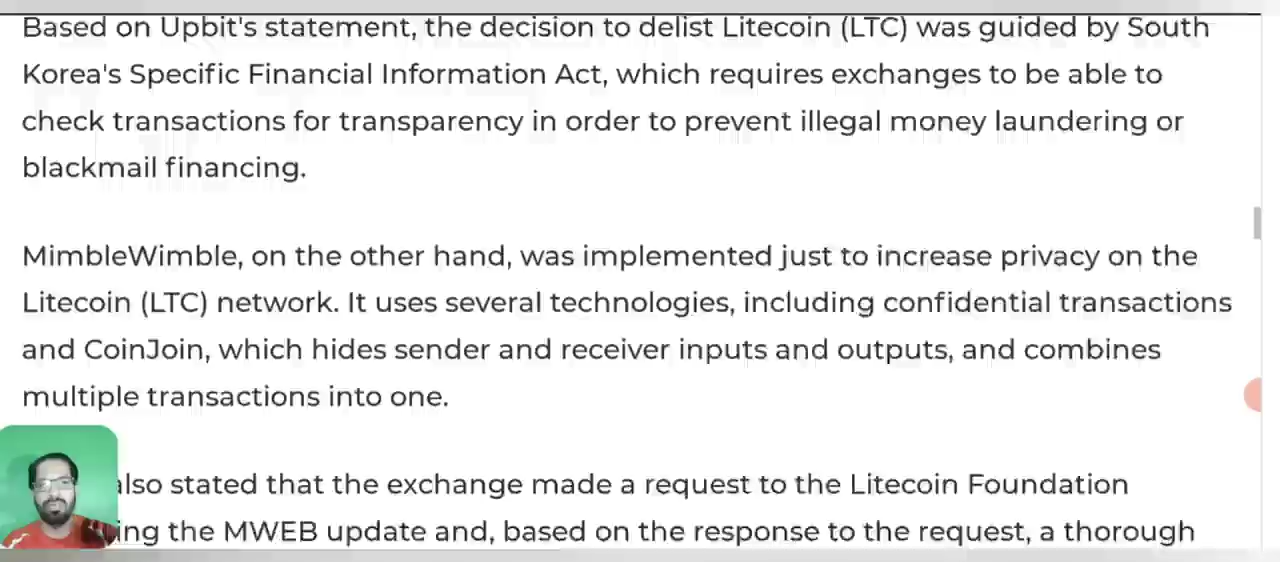 Based on Upbit's statement, the decision to delist Litecoin (LTC) was guided by South
Korea's Specific Financial Information Act, which requires exchanges to be able to
check transactions for transparency in order to prevent illegal money laundering or
blackmail financing.
MimbleWimble, on the other hand, was implemented just to increase privacy on the
Litecoin (LTC) network. It uses several technologies, including confidential transactions
and CoinJoin, which hides sender and receiver inputs and outputs, and combines
multiple transactions into one.
also stated that the exchange made a request to the Litecoin Foundation
the MWEB update and, based on the response to the request, a thorough